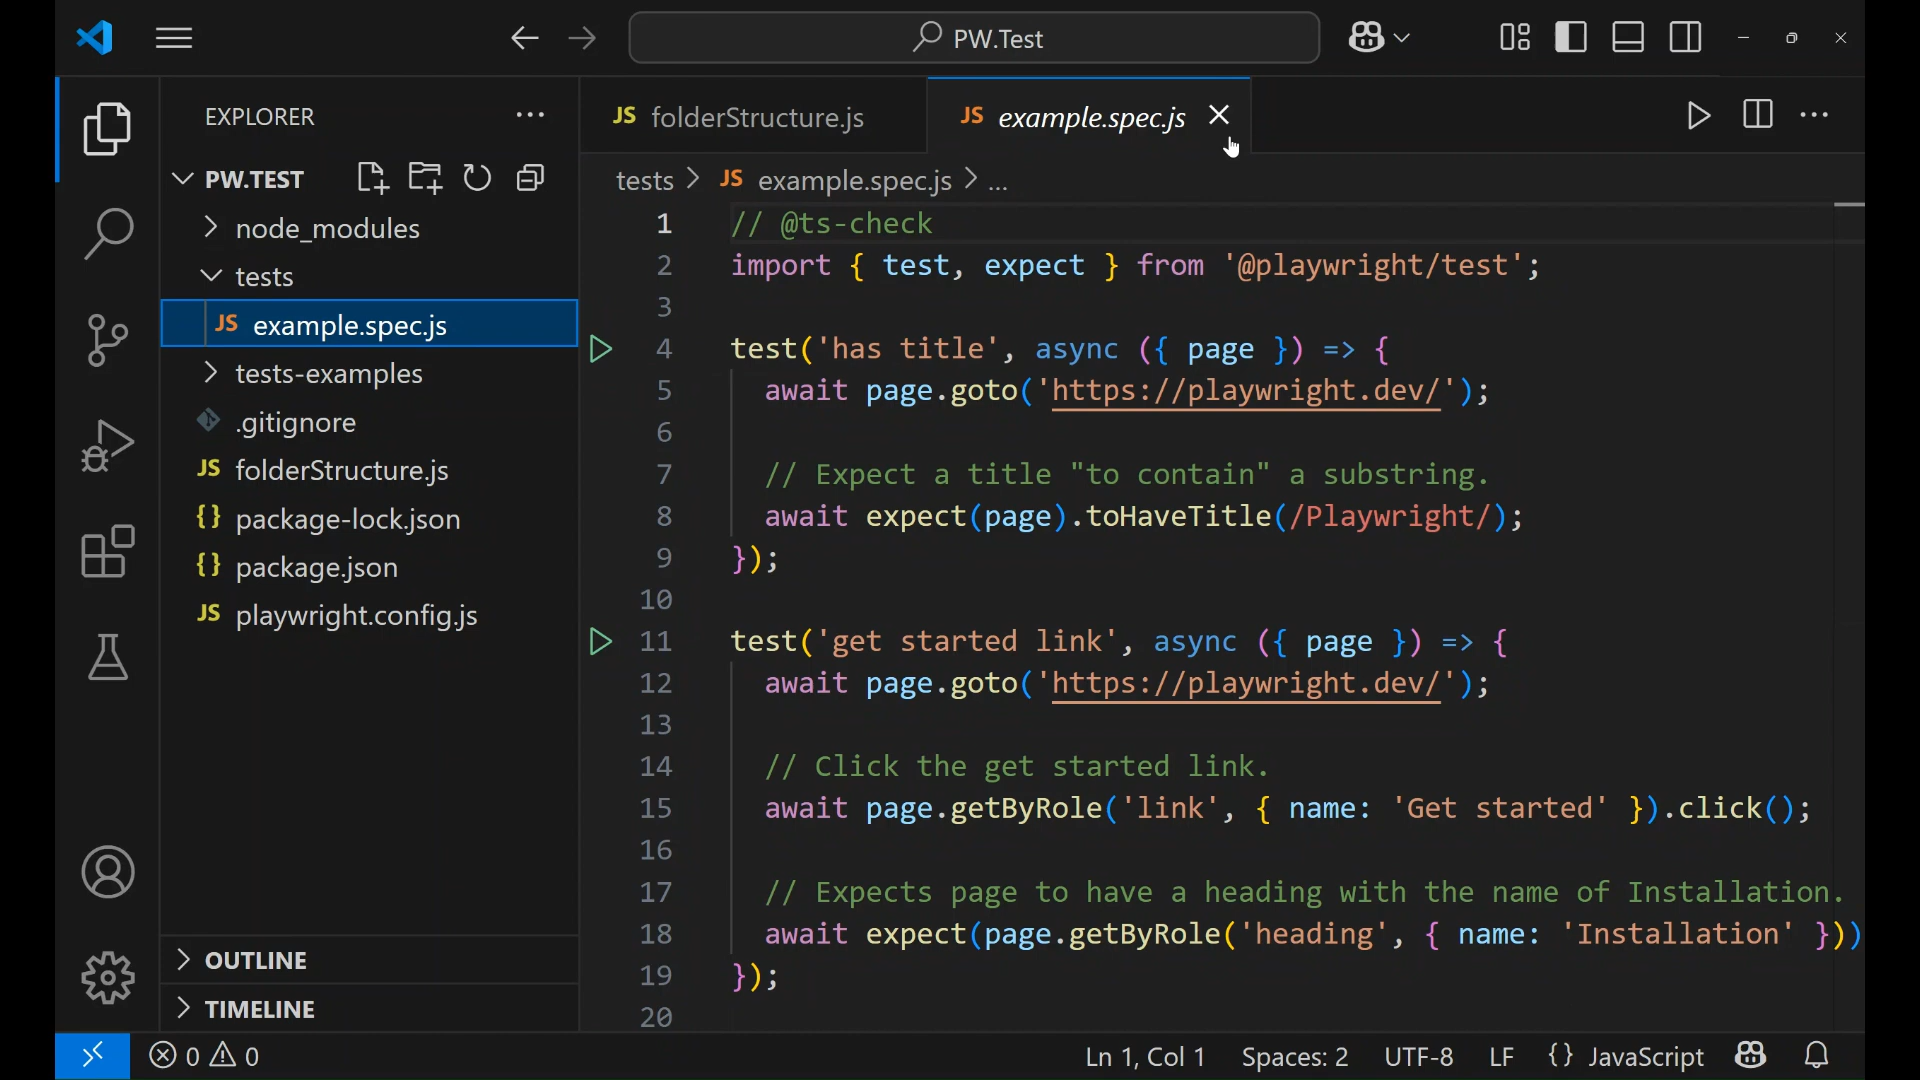 PW.Test
EXPLORER
PW.TEST
node_modules
tests
JS example.spec.js
tests-examples
.gitignore
JS folderStructure.js
{} package-lock.json
{} package.json
JS playwright.config.js
OUTLINE
TIMELINE
JS folderStructure.js
JS example.spec.js
tests > JS example.spec.js > ...
1 // @ts-check
2 import { test, expect } from '@playwright/test';
3
4 test('has title', async ({ page }) => {
5 await page.goto('https://playwright.dev/');
6
7 // Expect a title "to contain" a substring.
8 await expect(page).toHaveTitle(/Playwright/);
9 });
10
11 test('get started link', async ({ page }) => {
12 await page.goto('https://playwright.dev/');
13
14 // Click the get started link.
15 await page.getByRole('link', { name: 'Get started' }).click();
16
17 // Expects page to have a heading with the name of Installation.
18 await expect(page.getByRole('heading', { name: 'Installation' }))
19 });
20
0 0
Ln 1, Col 1 Spaces: 2 UTF-8 LF {} JavaScript